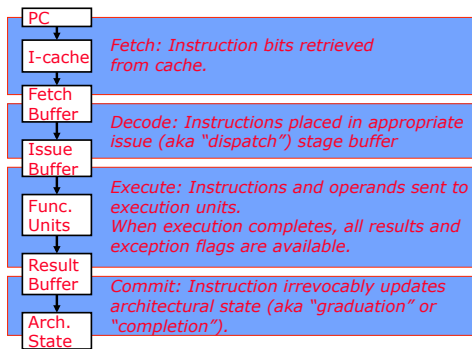 PC
I-cache
Fetch: Instruction bits retrieved
from cache.
Fetch
Buffer
Decode: Instructions placed in appropriate
issue (aka “dispatch”) stage buffer
Issue
Buffer
Execute: Instructions and operands sent to
execution units.
When execution completes, all results and
exception flags are available.
Func.
Units
Result
Buffer
Commit: Instruction irrevocably updates
architectural state (aka “graduation” or
“completion”).
Arch.
State